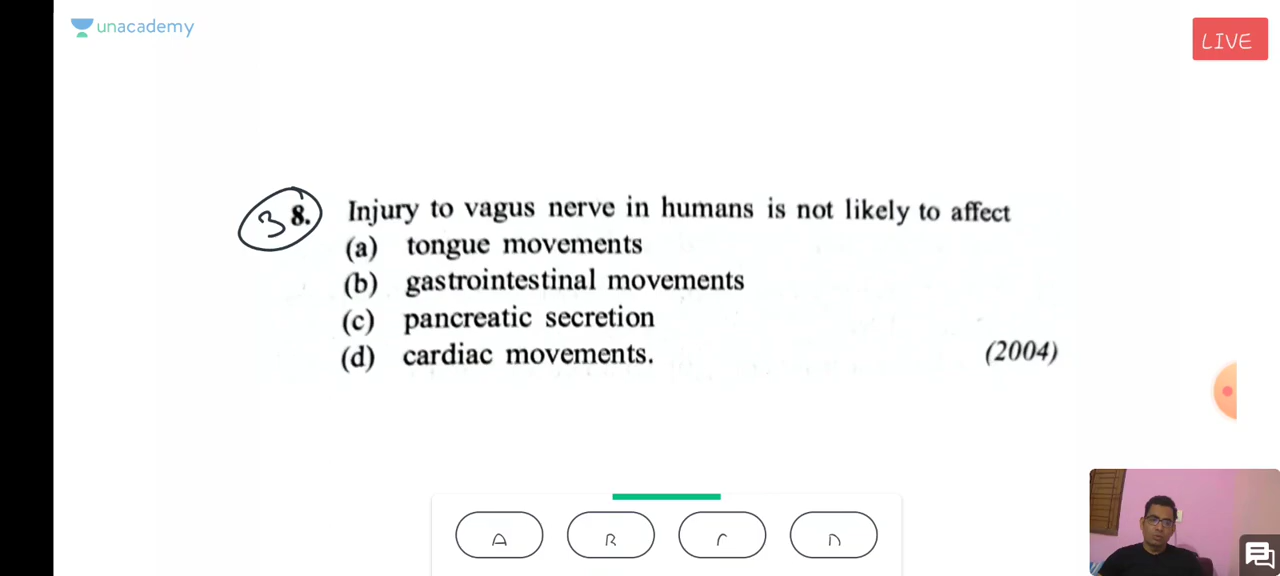 unacademy
LIVE
38. Injury to vagus nerve in humans is not likely to affect
(a) tongue movements
(b) gastrointestinal movements
(c) pancreatic secretion
(d) cardiac movements. (2004)
A B C D